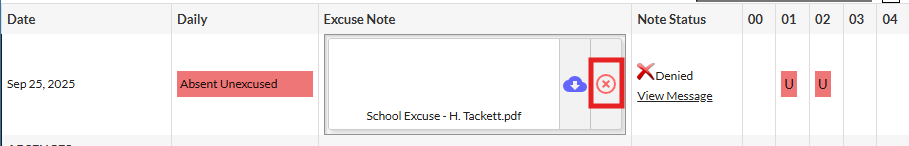 Date Daily Excuse Note Note Status 00 01 02 03 04
Sep 25, 2025 Absent Unexcused Denied U U
View Message
School Excuse - H. Tackett.pdf